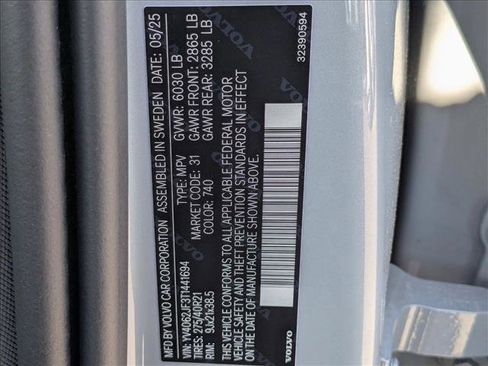 MFD BY VOLVO CAR CORPORATION ASSEMBLED IN SWEDEN DATE: 05/25
GVWR: 6030 LB
GAWR FRONT: 2865 LB
GAWR REAR: 3285 LB
VIN: YV4062JF3T1441694 TYPE: MPV
TIRES: 275/40R21 MARKET CODE: 31
RIM: 9Jx21x38.5 COLOR: 740
THIS VEHICLE CONFORMS TO ALL APPLICABLE FEDERAL MOTOR
VEHICLE SAFETY AND THEFT PREVENTION STANDARDS IN EFFECT
ON THE DATE OF MANUFACTURE SHOWN ABOVE.
VOLVO VOLVO 32390594